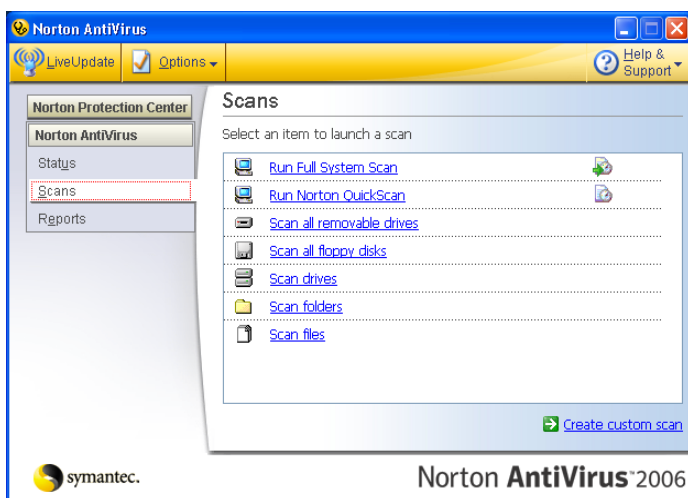 Norton AntiVirus
LiveUpdate Options Help & Support
Norton Protection Center
Norton AntiVirus
Status
Scans
Reports
Scans
Select an item to launch a scan
Run Full System Scan
Run Norton QuickScan
Scan all removable drives
Scan all floppy disks
Scan drives
Scan folders
Scan files
Create custom scan
symantec.
Norton AntiVirus™2006